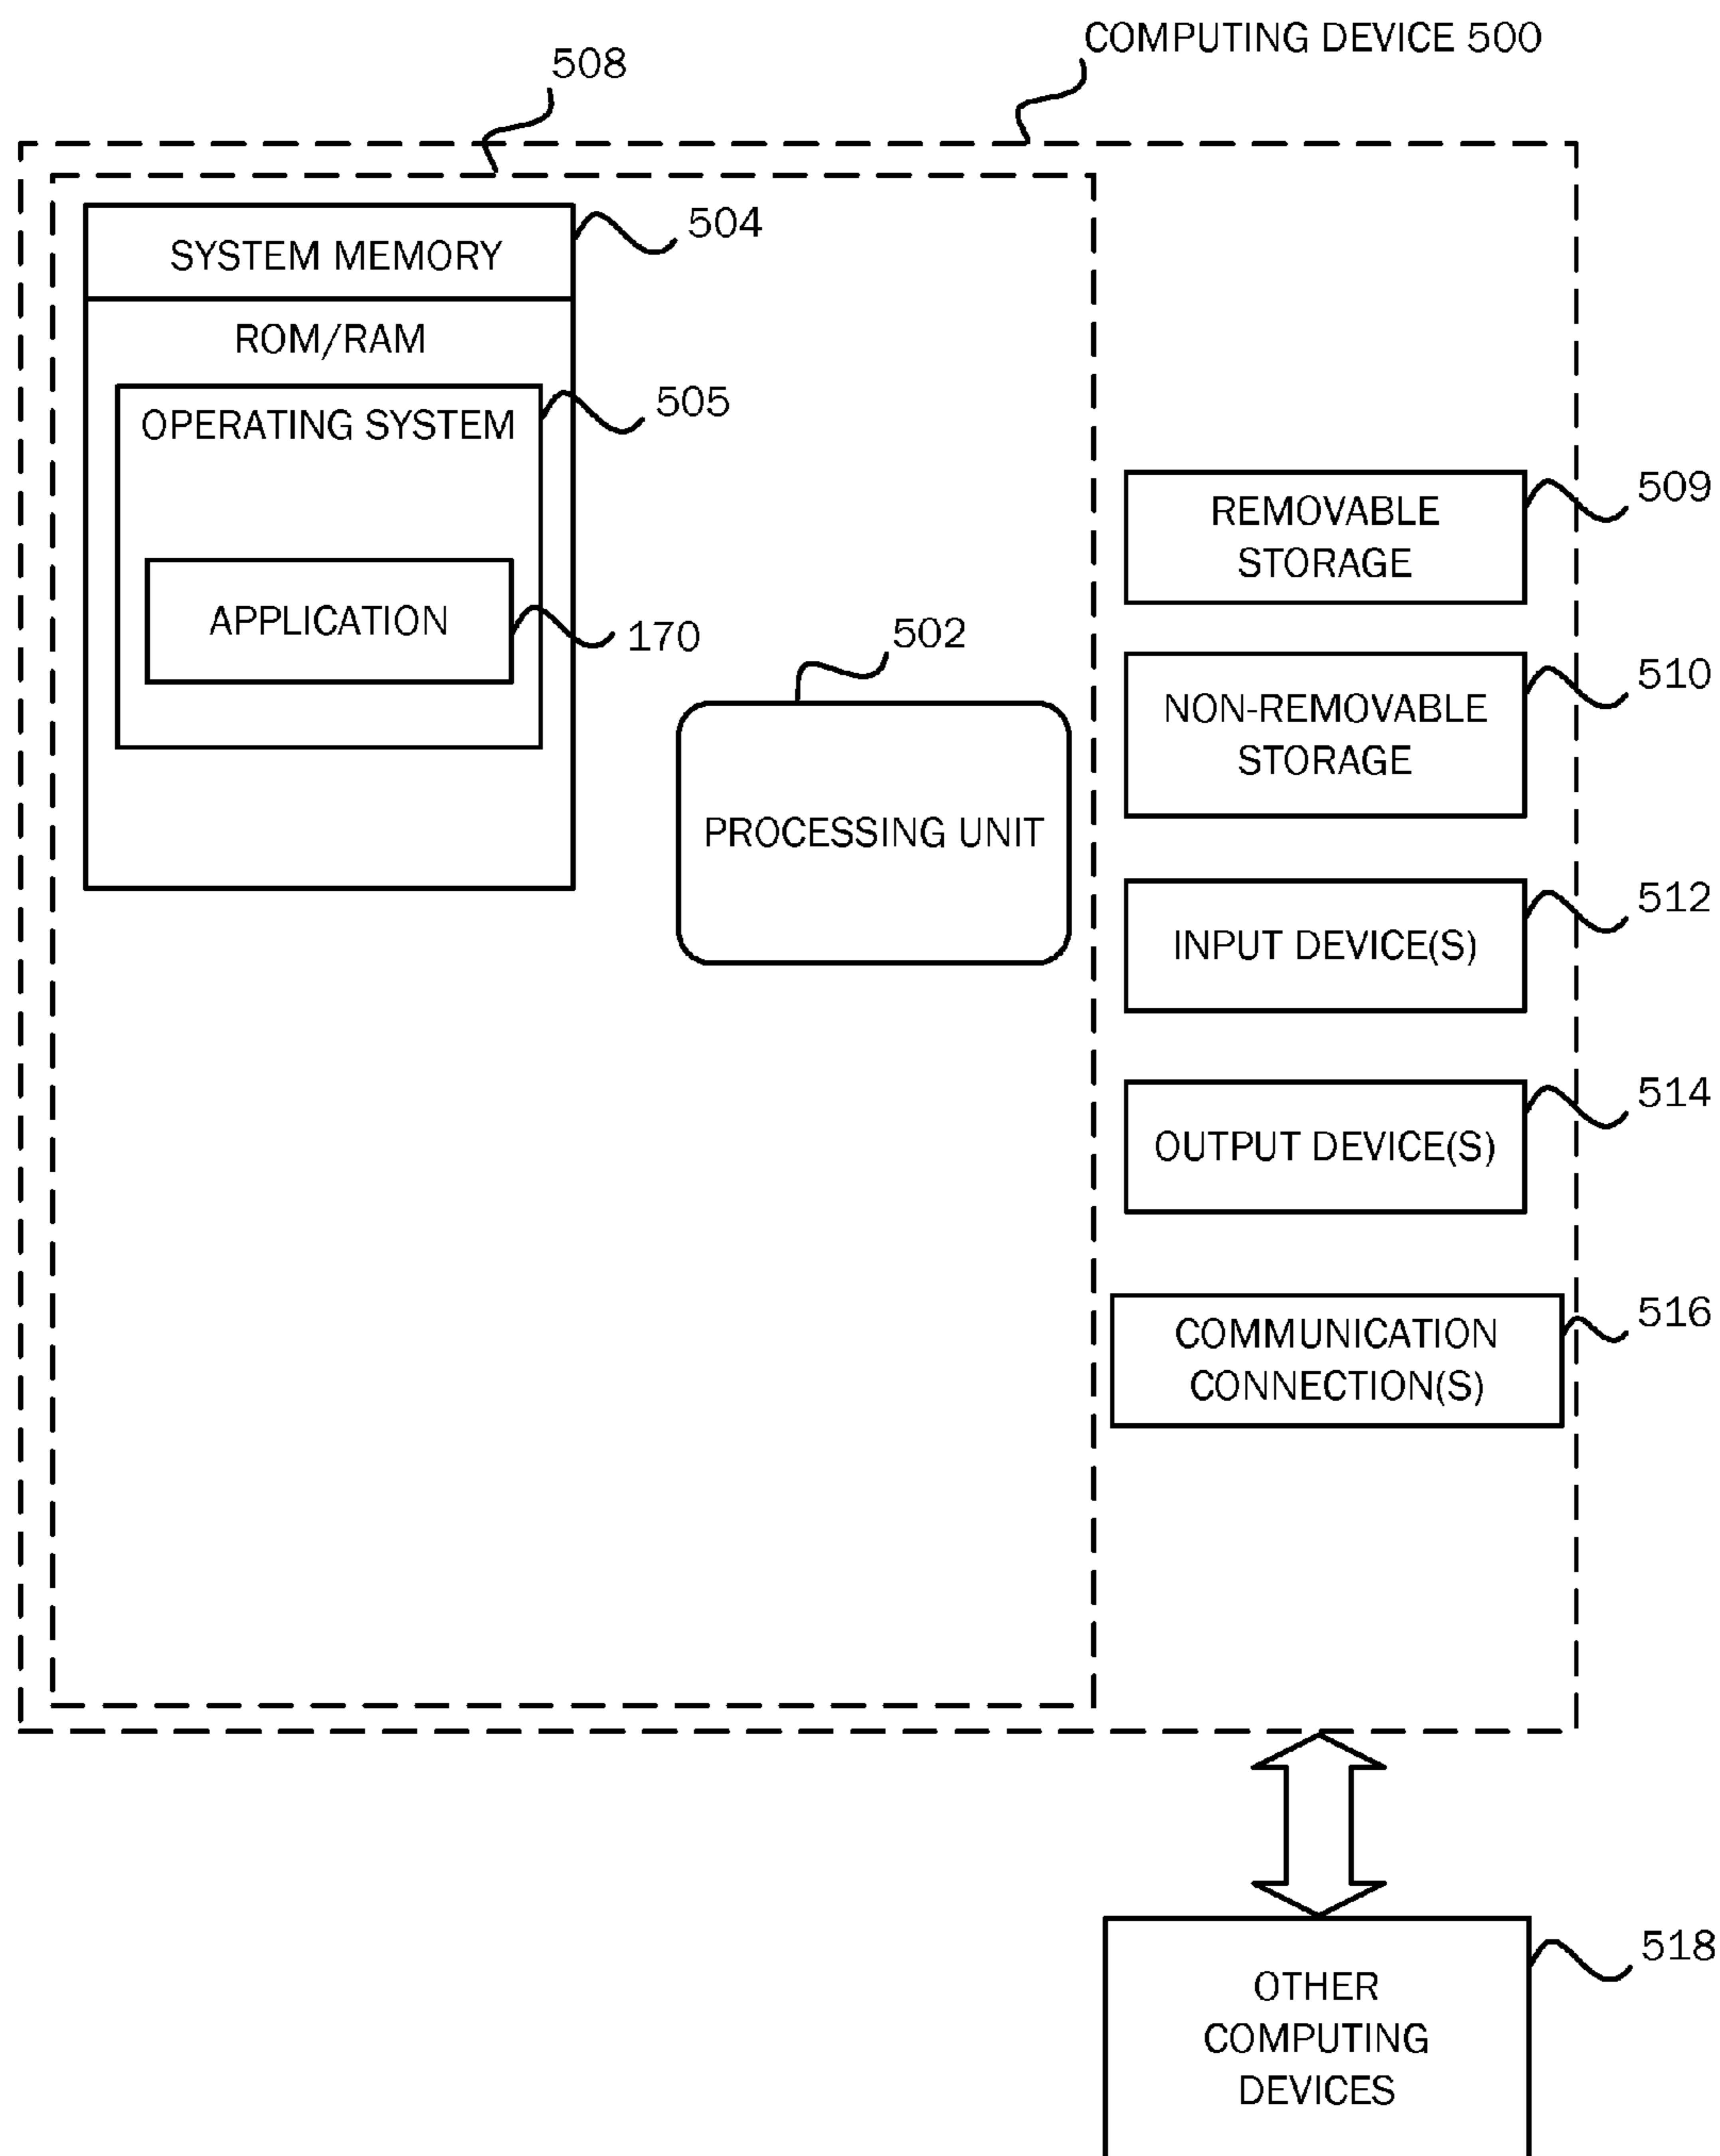 COMPUTING DEVICE 500
508
504
SYSTEM MEMORY
ROM/RAM
505
OPERATING SYSTEM
APPLICATION
170
502
PROCESSING UNIT
509
REMOVABLE
STORAGE
510
NON-REMOVABLE
STORAGE
512
INPUT DEVICE(S)
514
OUTPUT DEVICE(S)
516
COMMUNICATION
CONNECTION(S)
518
OTHER
COMPUTING
DEVICES